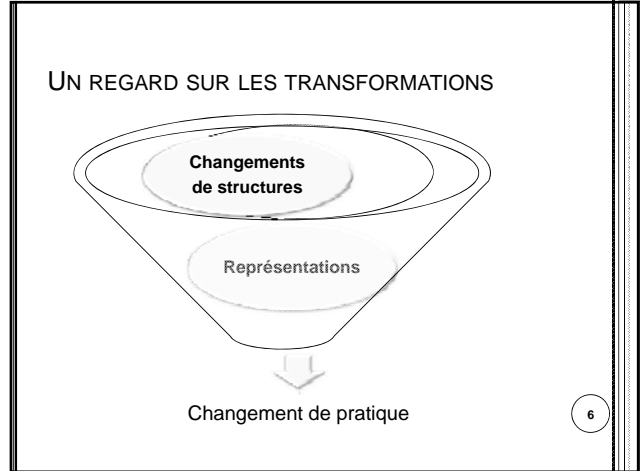 UN REGARD SUR LES TRANSFORMATIONS
Changements
de structures
Représentations
Changement de pratique
6